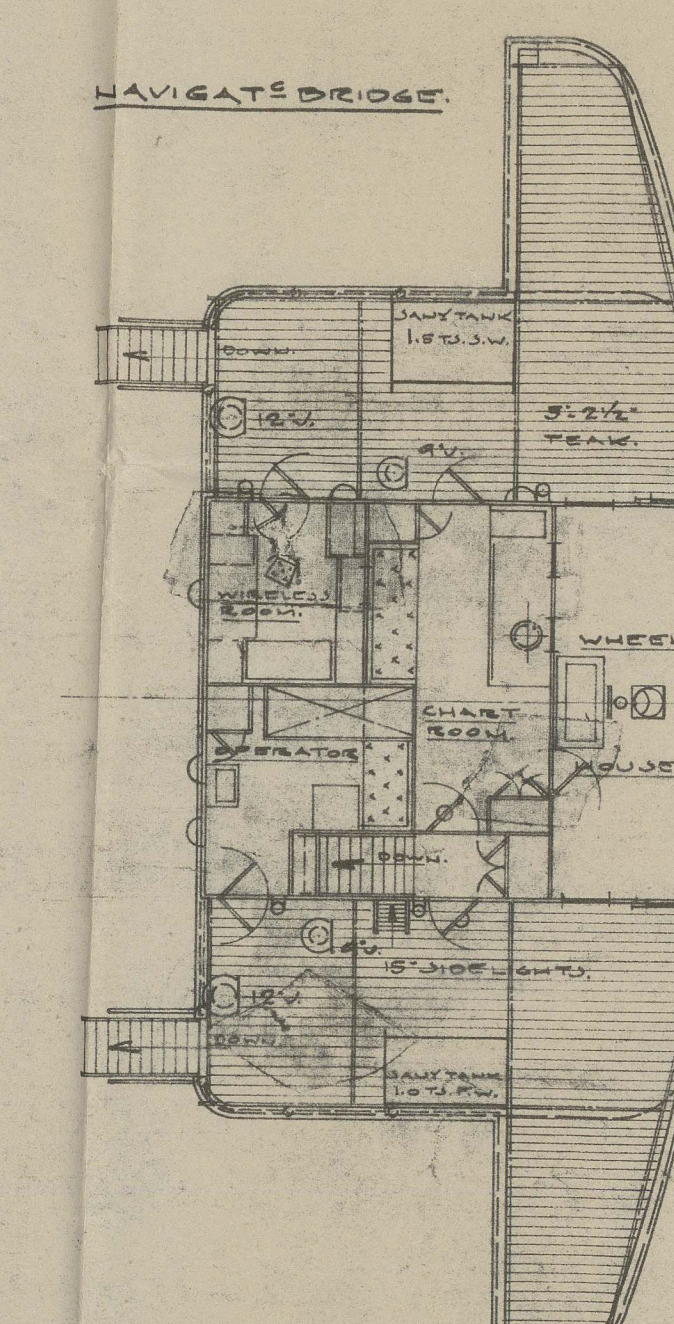 NAVIGATG BRIDGE.
SANY TANK
1.5 TS. S.W.
DOWN.
12"V.
5"-2½"
TEAK.
9"V.
WIRELESS
ROOM.
WHEEL
HOUSE
CHART
ROOM.
OPERATOR
DOWN.
15" SIDELIGHTS.
12"V.
DOWN.
SANY TANK
1.0 TS. F.W.